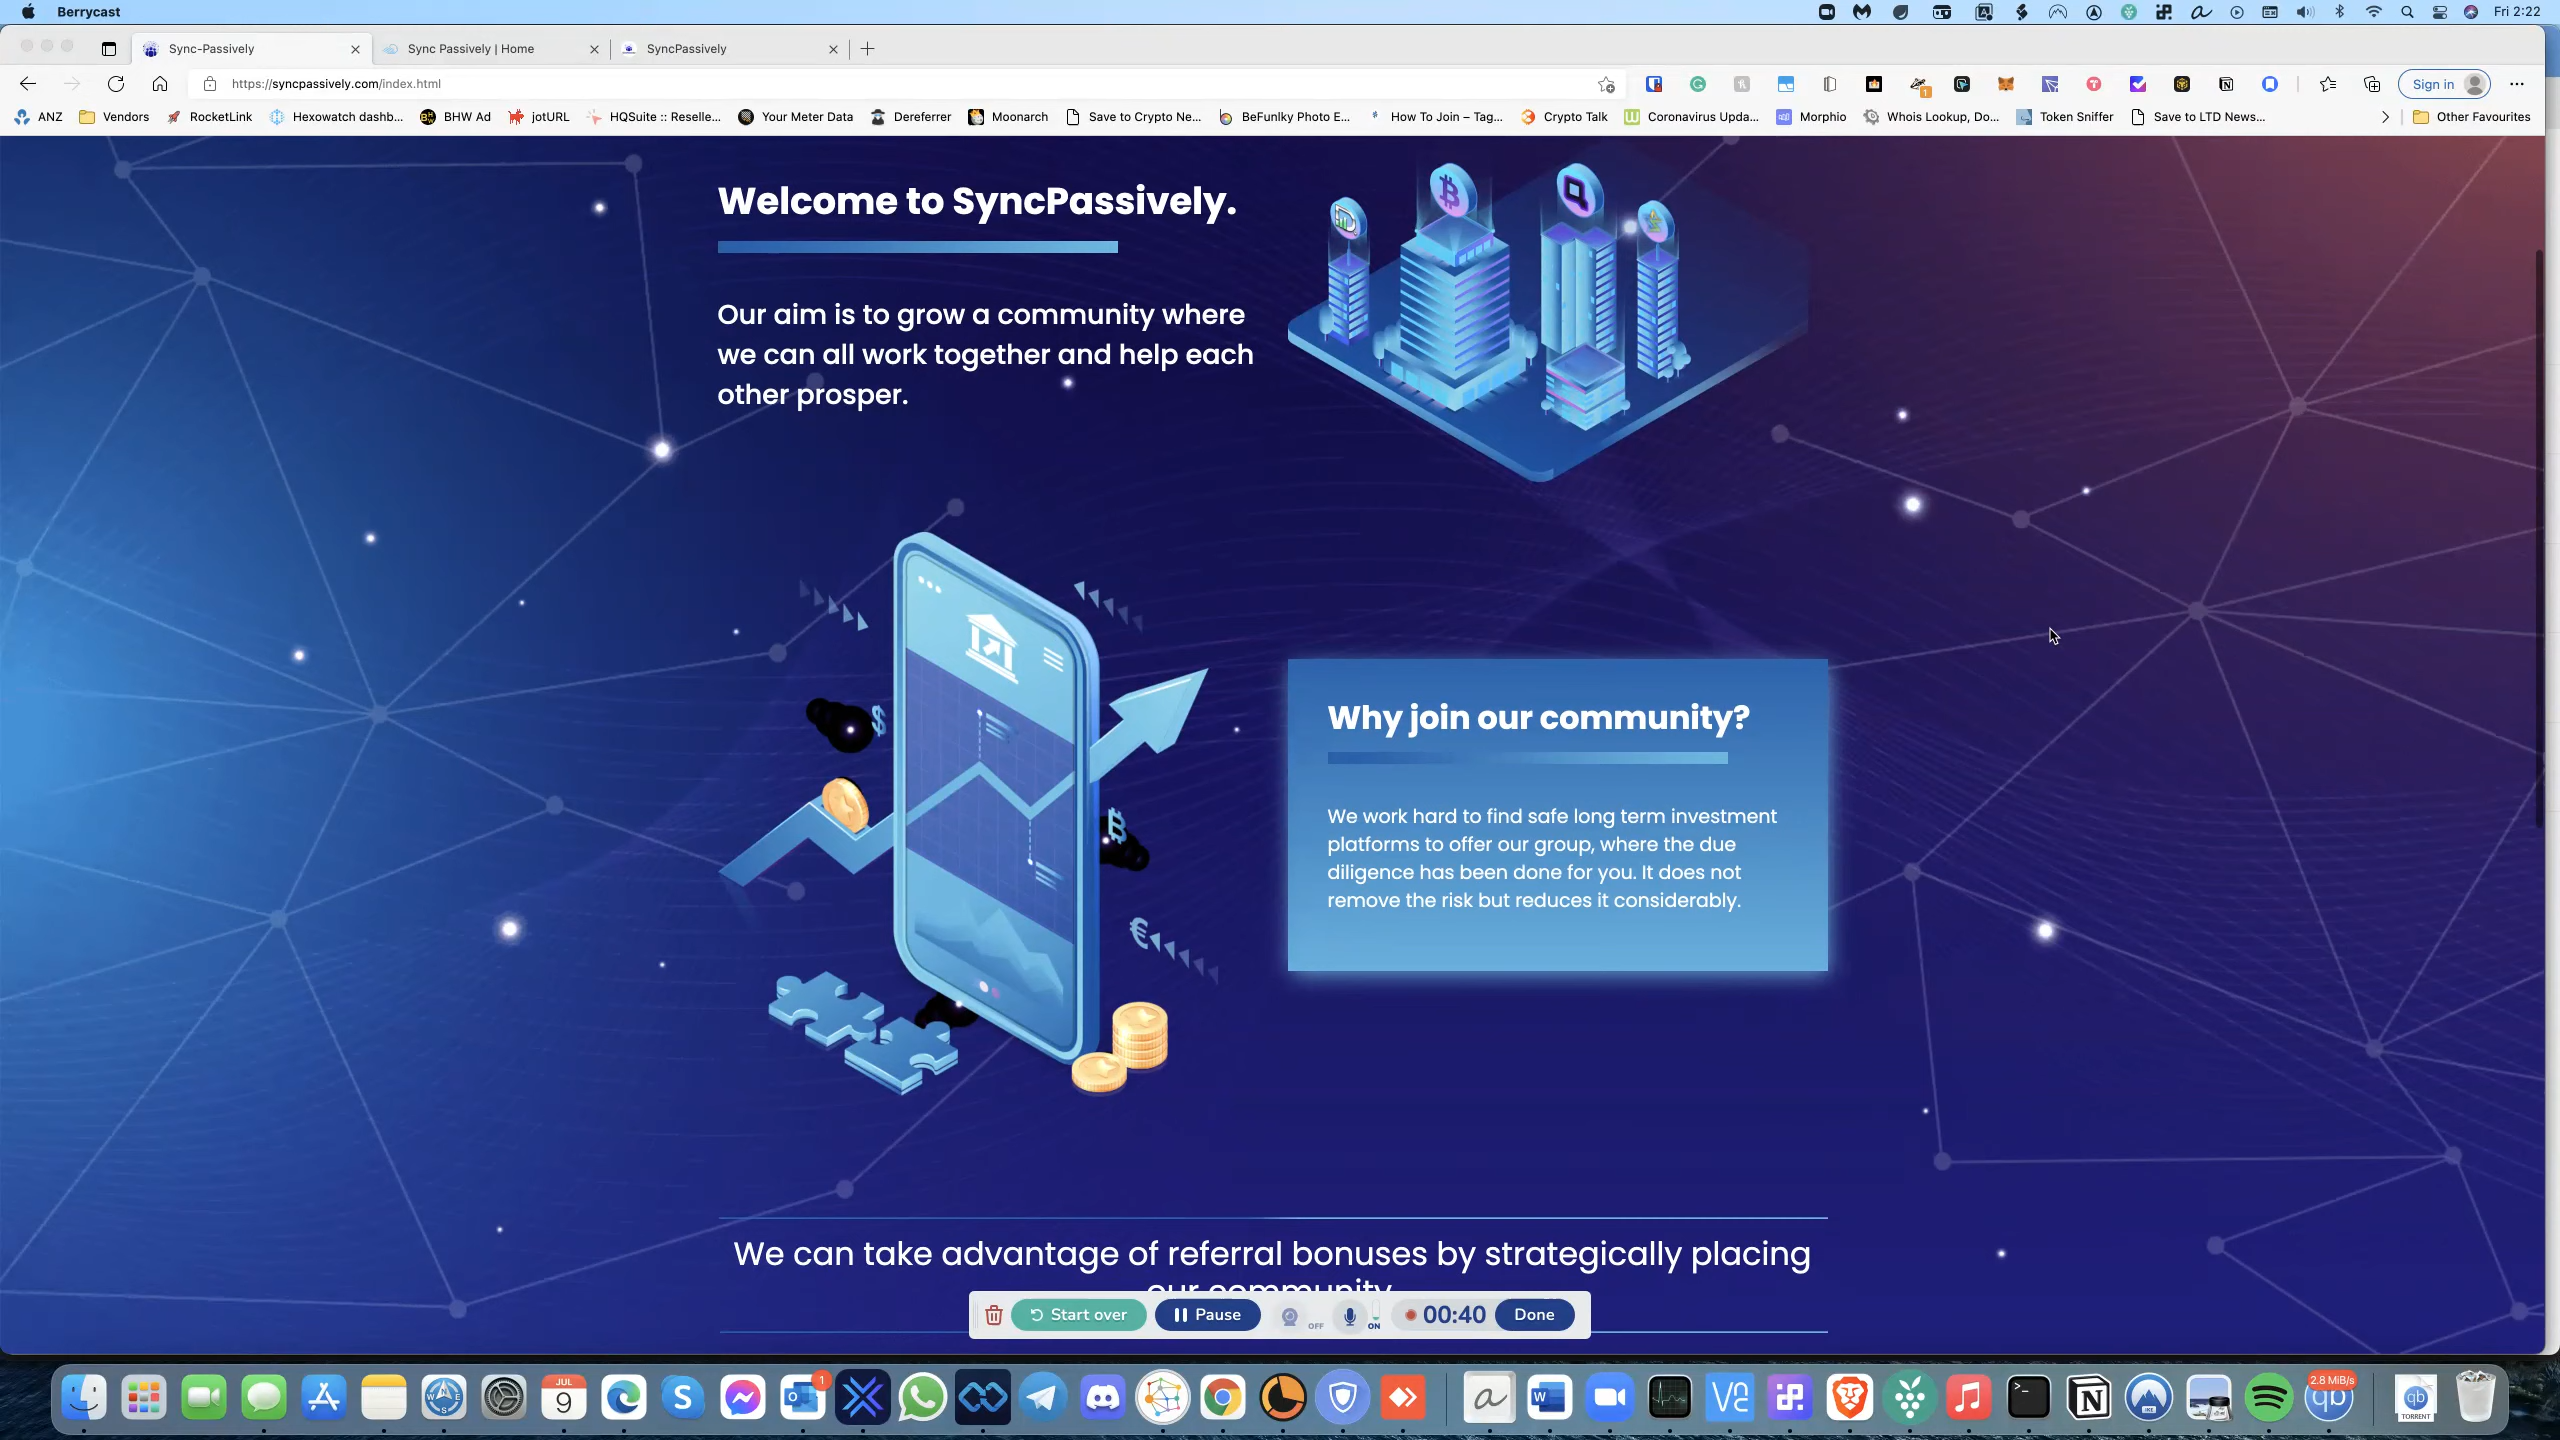 Berrycast
Fri 2:22
Sync-Passively
Sync Passively | Home
SyncPassively
https://syncpassively.com/index.html
Sign in
ANZ
Vendors
RocketLink
Hexowatch dashb...
BHW Ad
jotURL
HQSuite :: Reselle...
Your Meter Data
Dereferrer
Moonarch
Save to Crypto Ne...
BeFunlky Photo E...
How To Join – Tag...
Crypto Talk
Coronavirus Upda...
Morphio
Whois Lookup, Do...
Token Sniffer
Save to LTD News...
Other Favourites
Welcome to SyncPassively.
Our aim is to grow a community where
we can all work together and help each
other prosper.
Why join our community?
We work hard to find safe long term investment
platforms to offer our group, where the due
diligence has been done for you. It does not
remove the risk but reduces it considerably.
We can take advantage of referral bonuses by strategically placing
our community
Start over
Pause
OFF
ON
00:40
Done
JUL
9
1
2.8 MiB/s
qb
qb
TORRENT